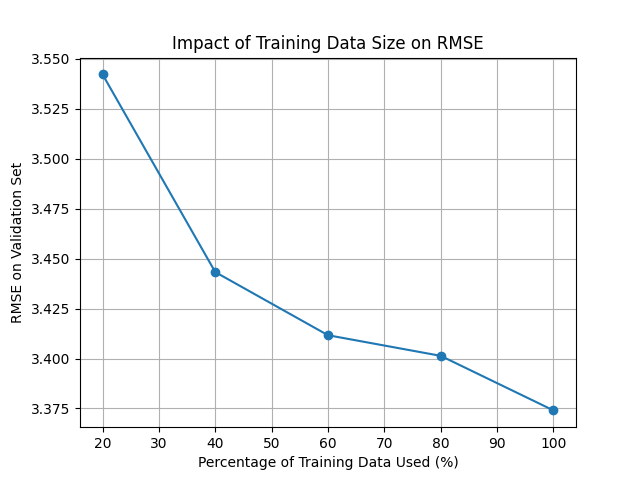 Impact of Training Data Size on RMSE
3.550
3.525
3.500
3.475
3.450
3.425
3.400
3.375
RMSE on Validation Set
20 30 40 50 60 70 80 90 100
Percentage of Training Data Used (%)